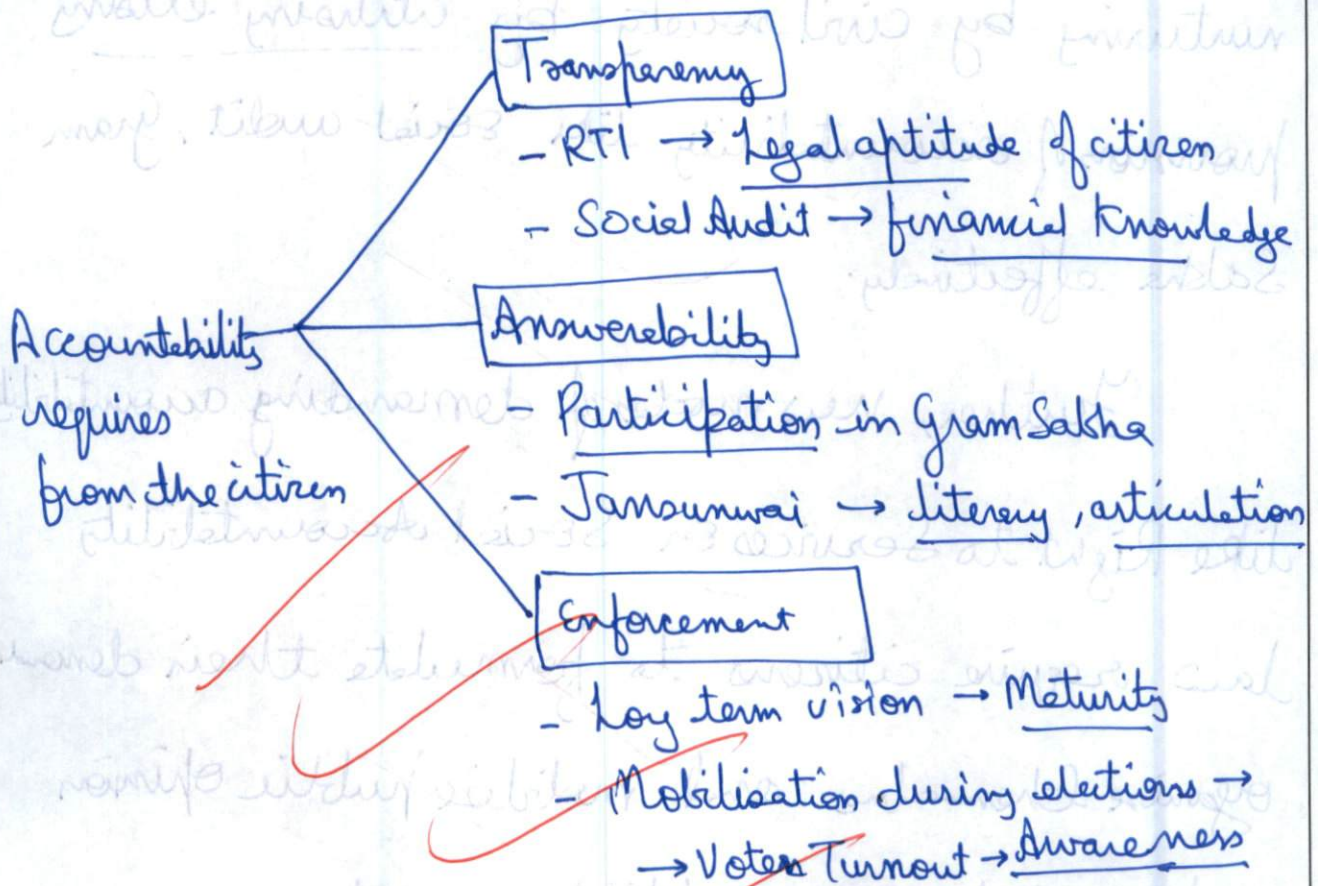 Transparency
- RTI → Legal aptitude of citizen
- Social Audit → financial Knowledge
Accountability
requires
from the citizen
Answerability
- Participation in Gram Sabha
- Jansunwai → literacy, articulation
Enforcement
- Long term vision → Maturity
- Mobilisation during elections →
→ Voter Turnout → Awareness